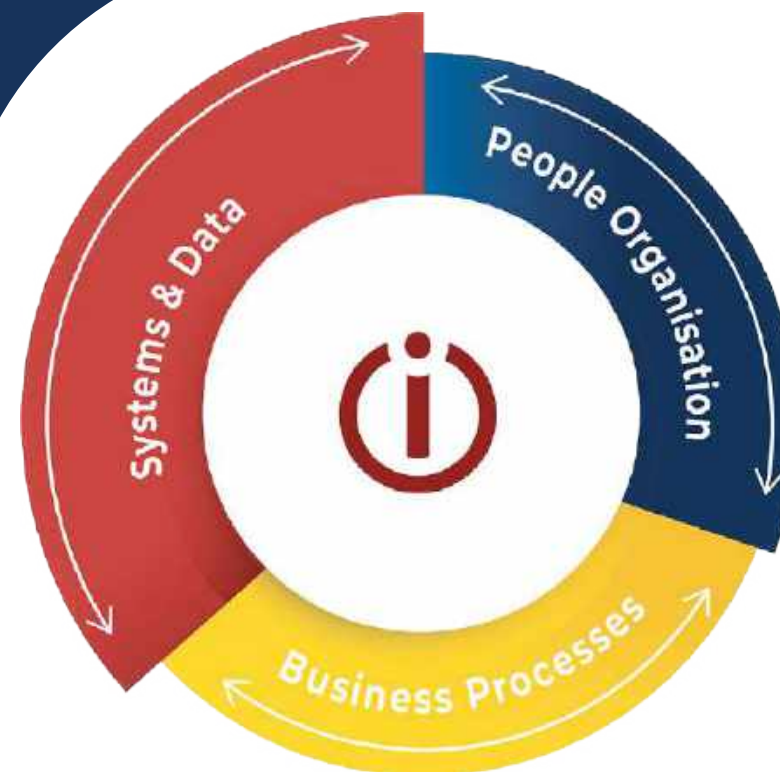 Systems & Data
People Organisation
Business Processes